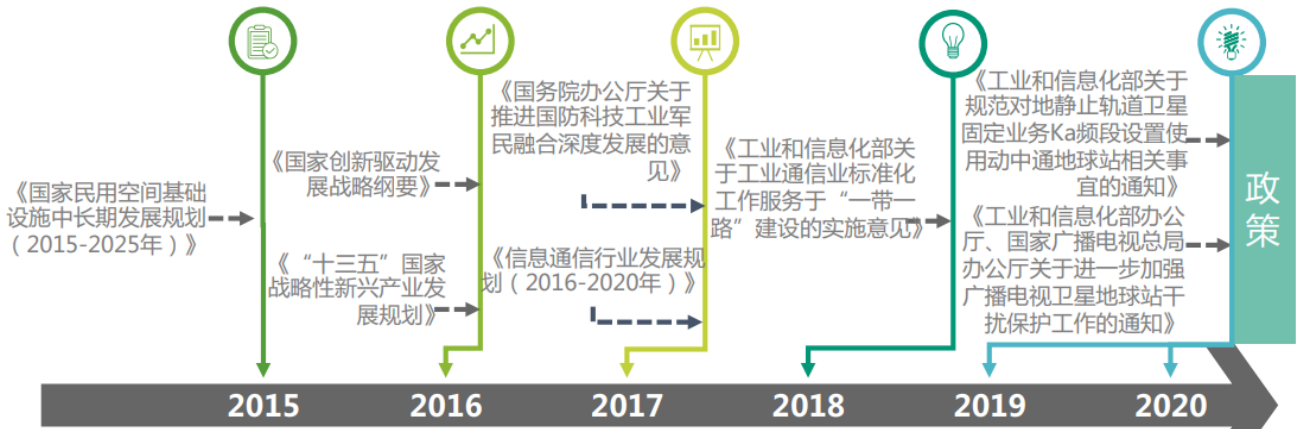 《国家民用空间基础
设施中长期发展规划
（2015-2025年）》
《国家创新驱动发
展战略纲要》
《“十三五”国家
战略性新兴产业发
展规划》
《国务院办公厅关于
推进国防科技工业军
民融合深度发展的意
见》
《信息通信行业发展规
划（2016-2020年）》
《工业和信息化部关
于工业通信业标准化
工作服务于“一带一
路”建设的实施意见》
《工业和信息化部关于
规范对地静止轨道卫星
固定业务Ka频段设置使
用动中通地球站相关事
宜的通知》
《工业和信息化部办公
厅、国家广播电视总局
办公厅关于进一步加强
广播电视卫星地球站干
扰保护工作的通知》
政策
2015 2016 2017 2018 2019 2020